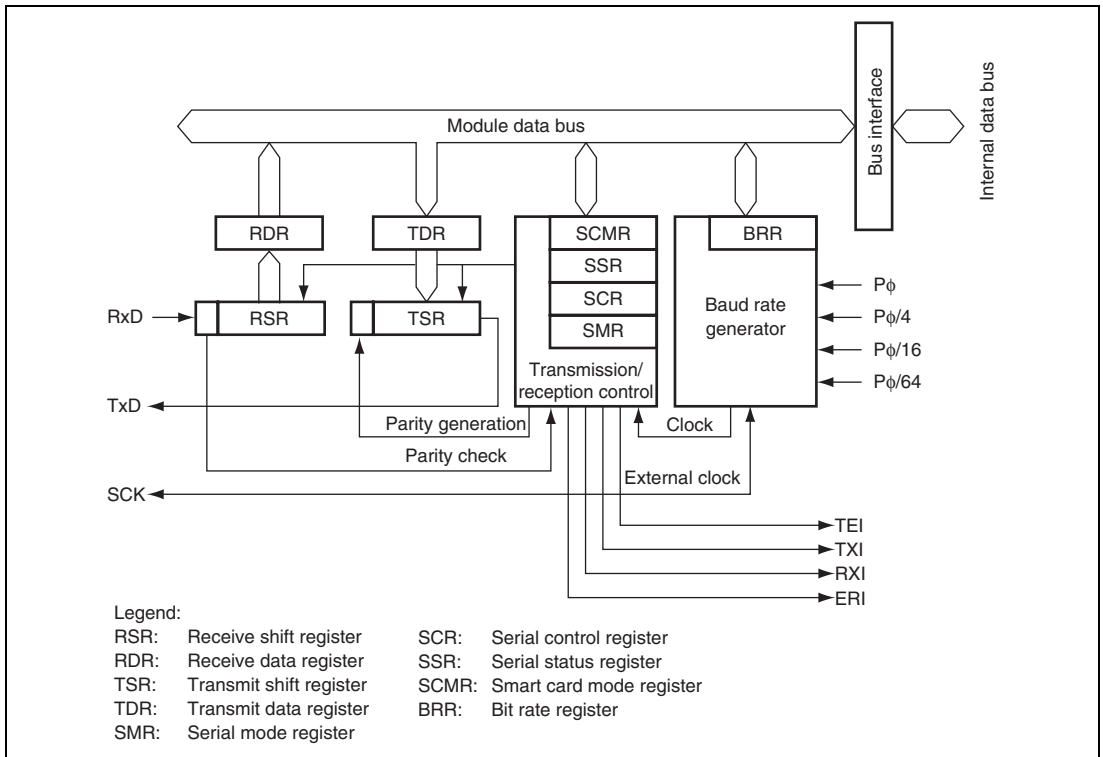 Module data bus
Bus interface
Internal data bus
RDR
TDR
SCMR
BRR
SSR
SCR
SMR
RxD
RSR
TSR
Baud rate
generator
Pϕ
Pϕ/4
Pϕ/16
Pϕ/64
Transmission/
reception control
TxD
Parity generation
Clock
Parity check
External clock
SCK
TEI
TXI
RXI
ERI
Legend:
RSR: Receive shift register
RDR: Receive data register
TSR: Transmit shift register
TDR: Transmit data register
SMR: Serial mode register
SCR: Serial control register
SSR: Serial status register
SCMR: Smart card mode register
BRR: Bit rate register